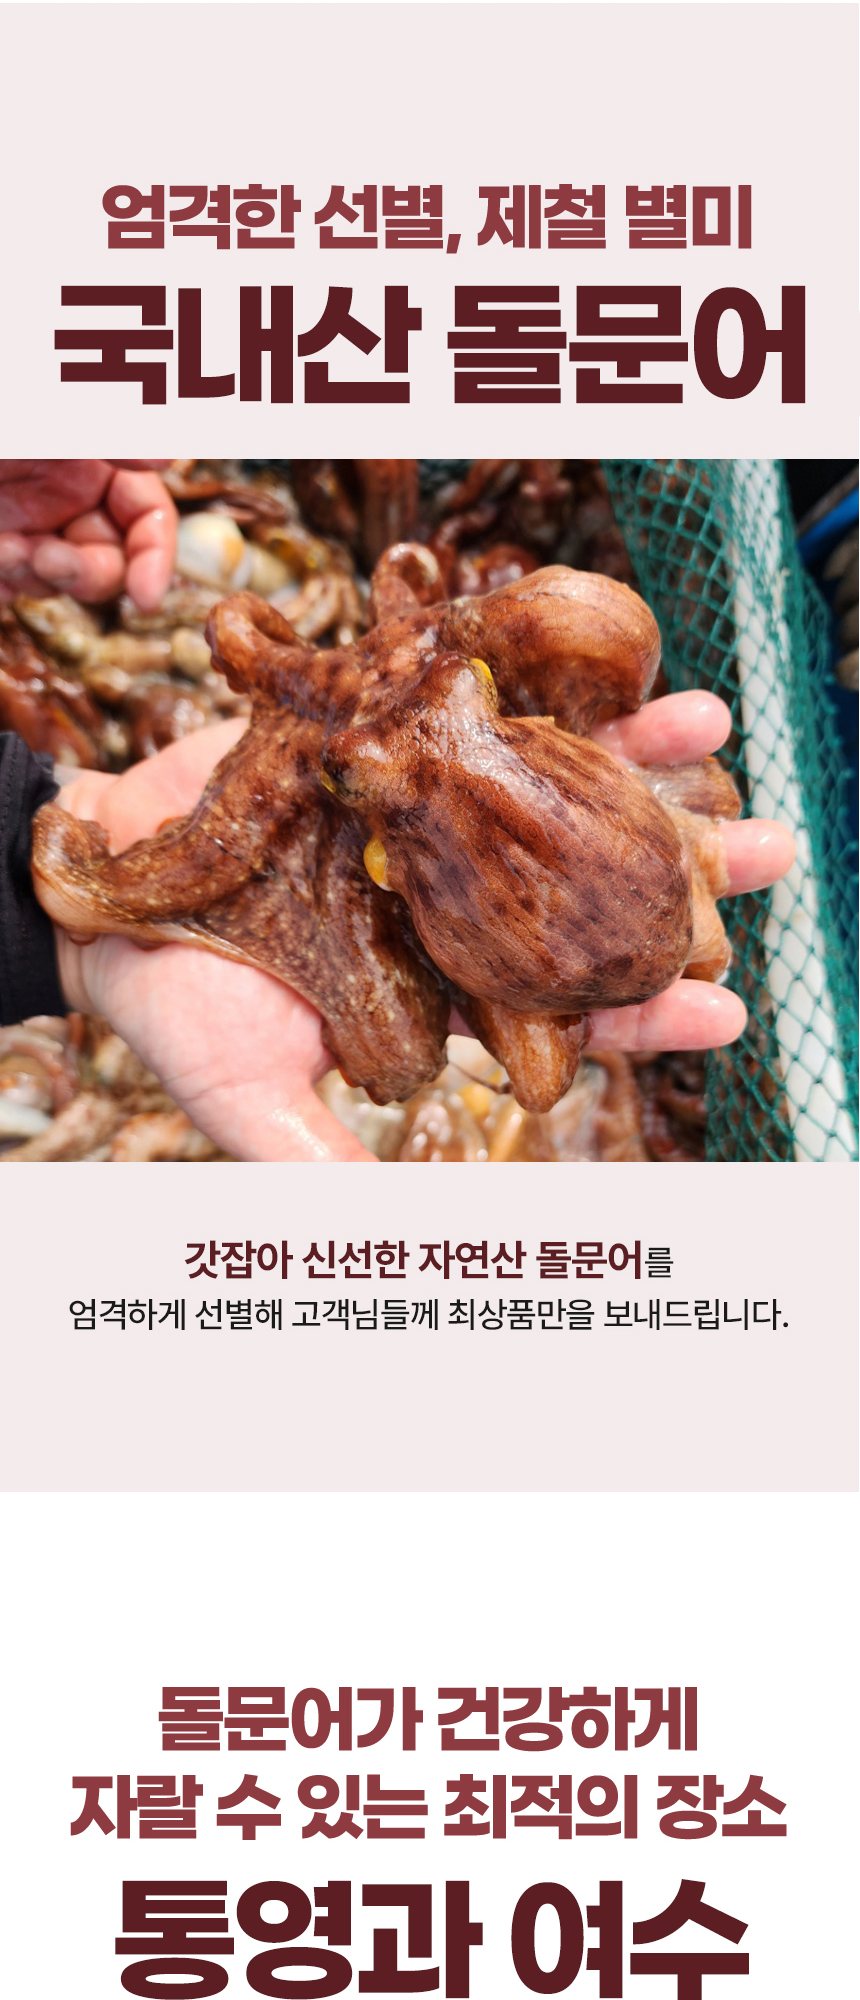 엄격한 선별, 제철 별미
국내산 돌문어
갓잡아 신선한 자연산 돌문어를
엄격하게 선별해 고객님들께 최상품만을 보내드립니다.
돌문어가 건강하게
자랄 수 있는 최적의 장소
통영과 여수